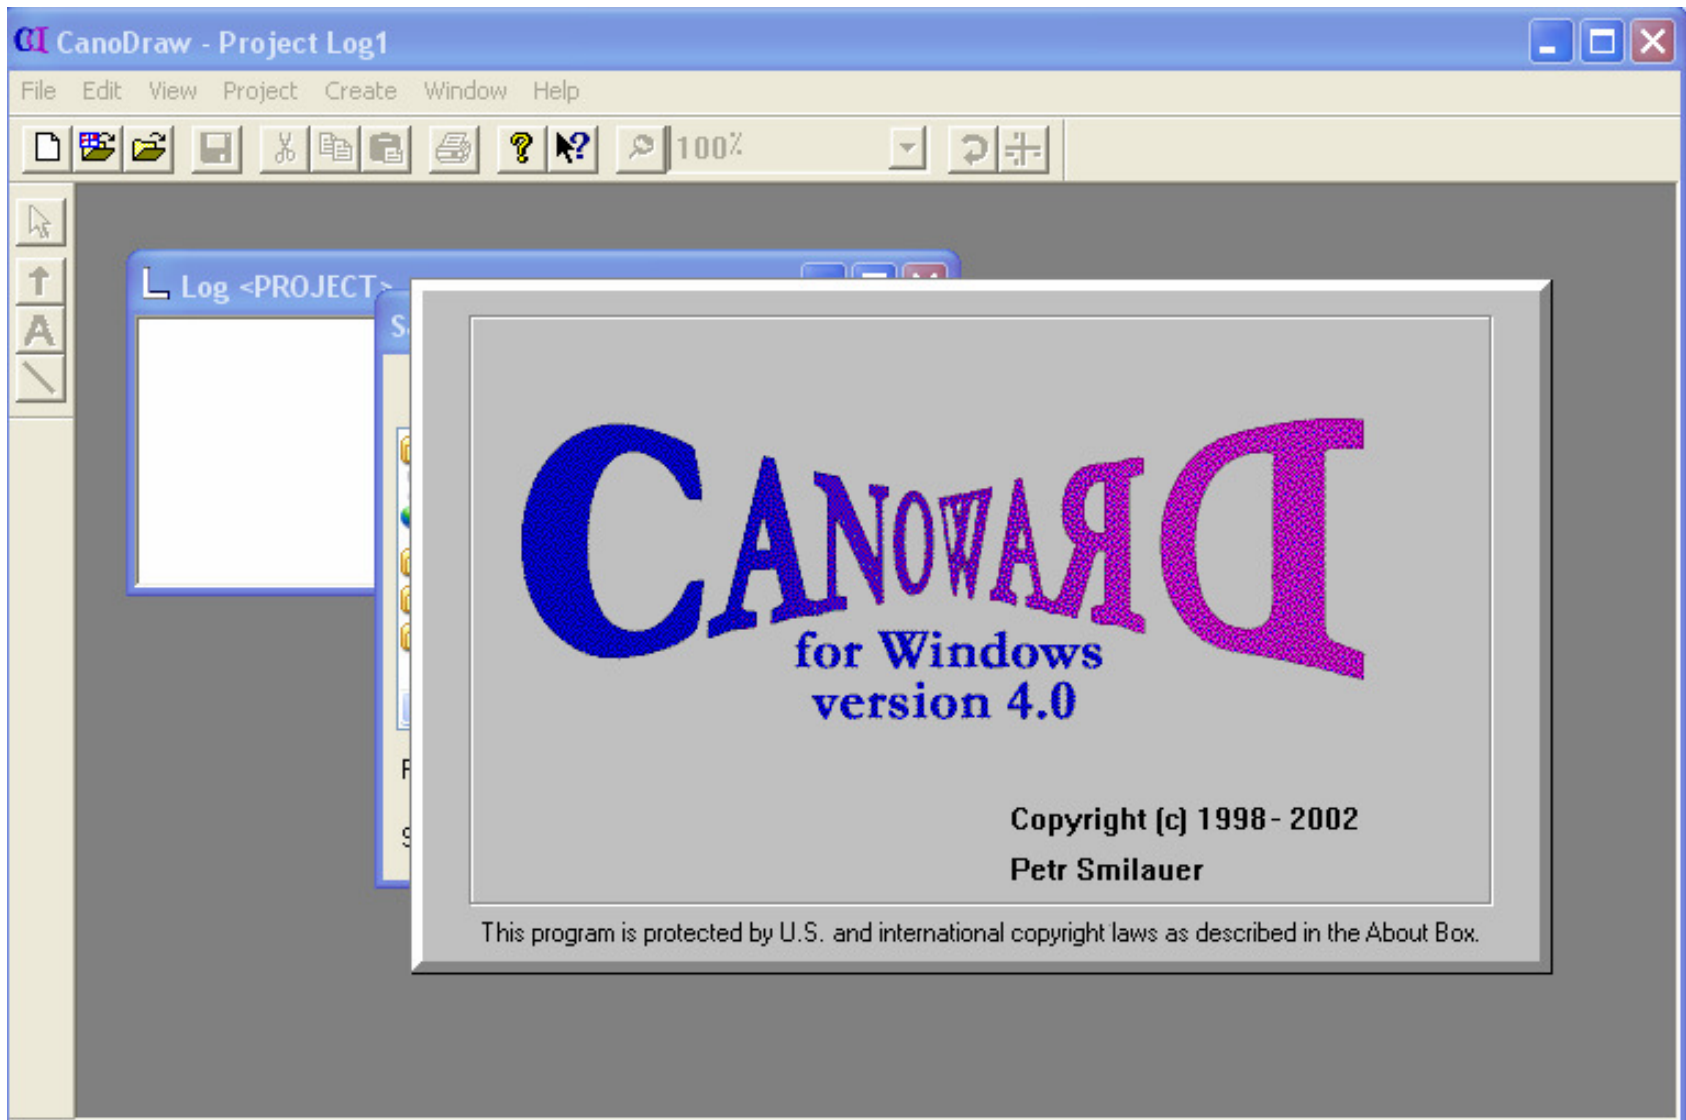 CanoDraw - Project Log1
File Edit View Project Create Window Help
100%
Log <PROJECT>
CANODRAW
for Windows
version 4.0
Copyright (c) 1998- 2002
Petr Smilauer
This program is protected by U.S. and international copyright laws as described in the About Box.